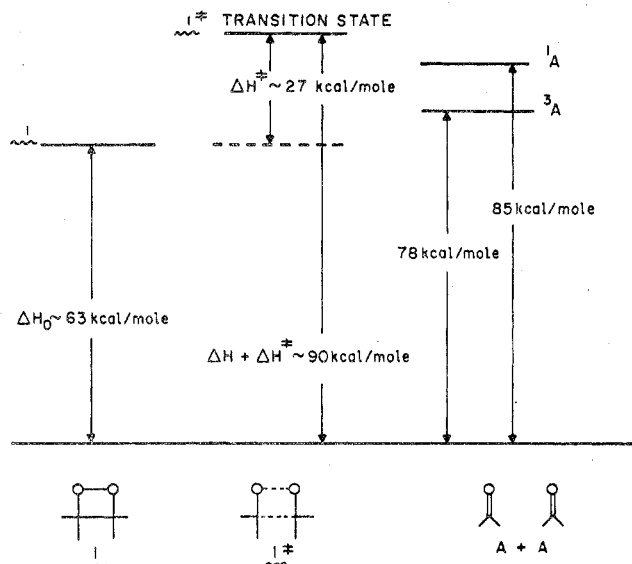 1‡ TRANSITION STATE
ΔH‡ ~ 27 kcal/mole
1A
3A
1
85 kcal/mole
78 kcal/mole
ΔH0 ~ 63 kcal/mole
ΔH + ΔH‡ ~ 90 kcal/mole
1
1‡
A + A